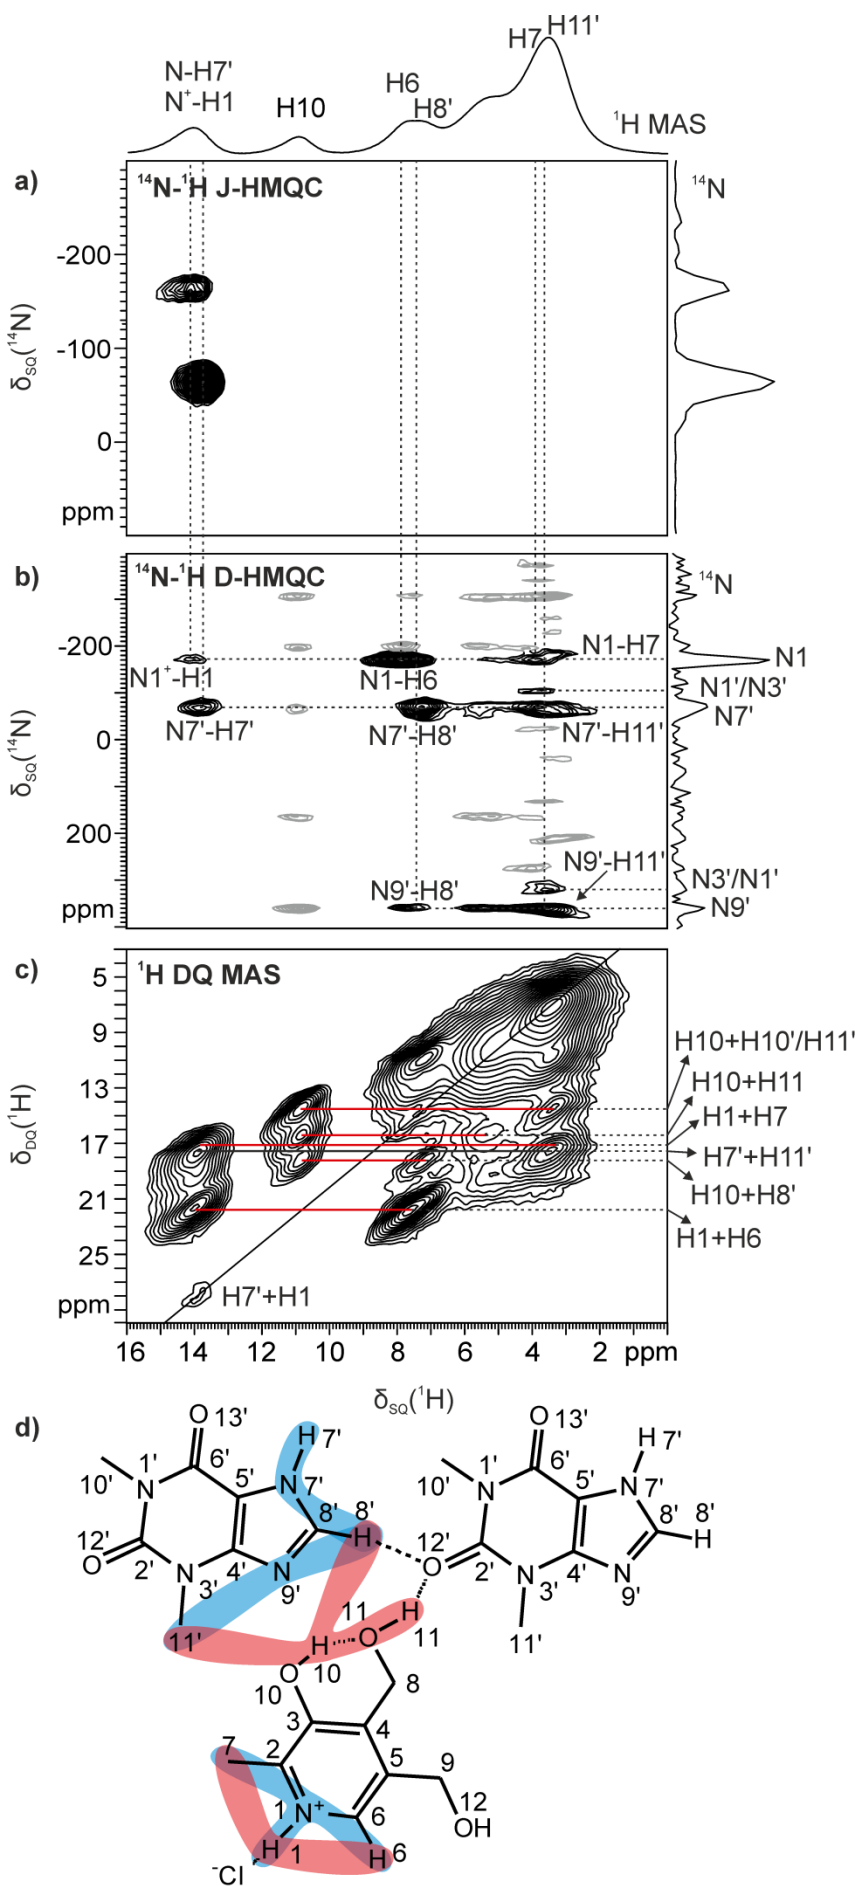 H7 H11'
N-H7'
N⁺-H1
H10
H6
H8'
¹H MAS
a)
¹⁴N-¹H J-HMQC
¹⁴N
-200
-100
0
ppm
δSQ(¹⁴N)
b)
¹⁴N-¹H D-HMQC
¹⁴N
-200
0
200
ppm
δSQ(¹⁴N)
N1-H7
N1⁺-H1
N1-H6
N7'-H7'
N7'-H8'
N7'-H11'
N9'-H11'
N9'-H8'
N1
N1'/N3'
N7'
N3'/N1'
N9'
c)
¹H DQ MAS
5
9
13
17
21
25
ppm
δDQ(¹H)
H10+H10'/H11'
H10+H11
H1+H7
H7'+H11'
H10+H8'
H1+H6
H7'+H1
16 14 12 10 8 6 4 2 ppm
δSQ(¹H)
d)
O 13'
H 7'
6'
10'
1'
N
5'
N
7'
8'
8'
H
12'
O
2'
N
3'
4'
N
9'
11'
O 13'
H 7'
6'
10'
1'
N
5'
N
7'
8'
8'
H
12'
O
2'
N
3'
4'
N
9'
11'
11
H
O
11
H
10
O
10
8
3
4
7
2
5
9
1
N⁺
6
12
OH
H
1
H
6
⁻Cl